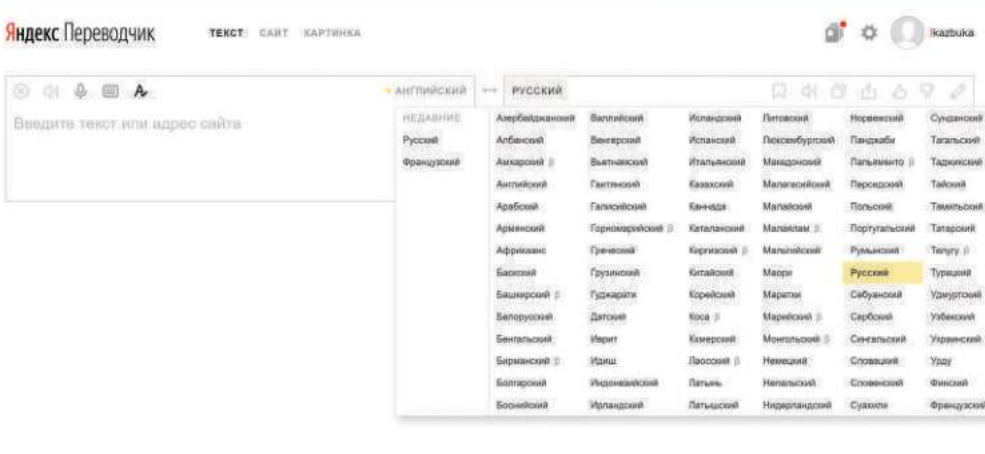 Яндекс Переводчик
ТЕКСТ САЙТ КАРТИНКА
Ikazbuka
АНГЛИЙСКИЙ
РУССКИЙ
Введите текст или адрес сайта
НЕДАВНИЕ
Русский
Французский
Азербайджанский Валлийский Исландский Литовский Норвежский Сунданский
Албанский Венгерский Испанский Люксембургский Панджаби Тагальский
Амхарский β Вьетнамский Итальянский Македонский Папьяменто β Таджикский
Английский Гаитянский Казахский Малагасийский Персидский Тайский
Арабский Галисийский Каннада Малайский Польский Тамильский
Армянский Горномарийский β Каталанский Малаялам β Португальский Татарский
Африкаанс Греческий Киргизский β Мальтийский Румынский Телугу β
Баскский Грузинский Китайский Маори Русский Турецкий
Башкирский β Гуджарати Корейский Маратхи Себуанский Удмуртский
Белорусский Датский Коса β Марийский β Сербский Узбекский
Бенгальский Иврит Кхмерский Монгольский β Сингальский Украинский
Бирманский β Идиш Лаосский β Немецкий Словацкий Урду
Болгарский Индонезийский Латынь Непальский Словенский Финский
Боснийский Ирландский Латышский Нидерландский Суахили Французский